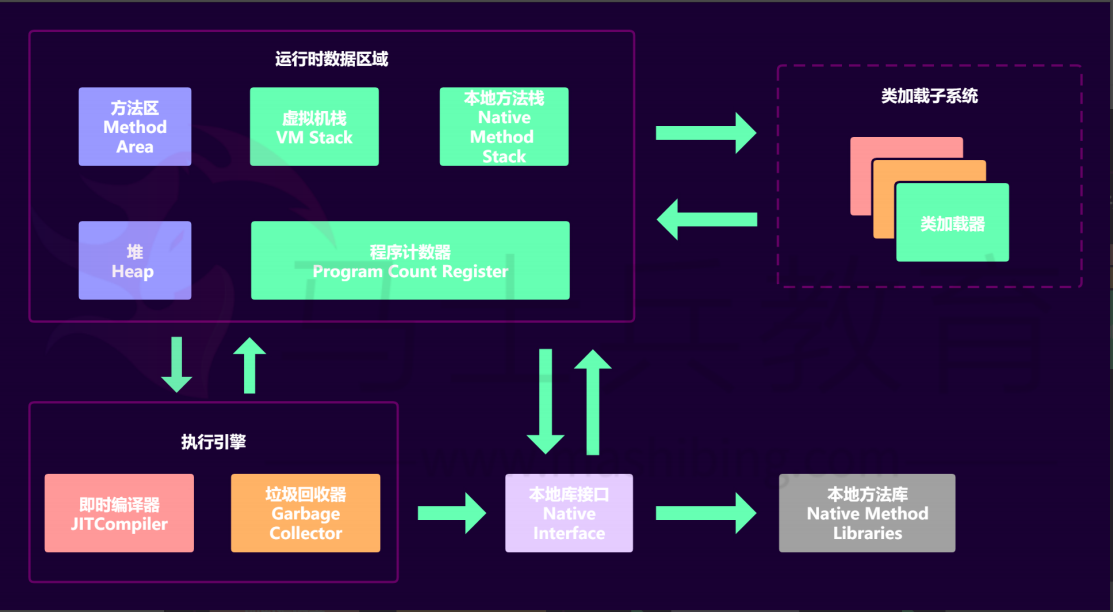 运行时数据区域
方法区
Method
Area
虚拟机栈
VM Stack
本地方法栈
Native
Method
Stack
堆
Heap
程序计数器
Program Count Register
类加载子系统
类加载器
执行引擎
即时编译器
JITCompiler
垃圾回收器
Garbage
Collector
本地库接口
Native
Interface
本地方法库
Native Method
Libraries